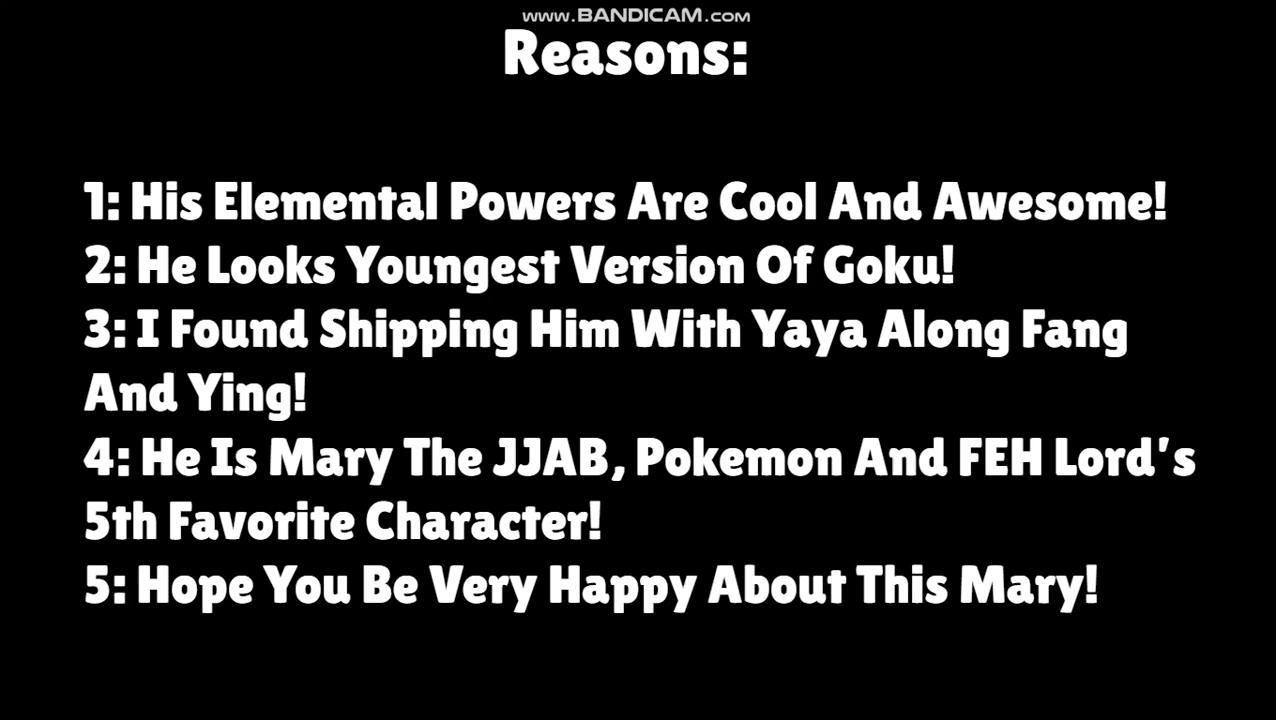 www.BANDICAM.com
Reasons:
1: His Elemental Powers Are Cool And Awesome!
2: He Looks Youngest Version Of Goku!
3: I Found Shipping Him With Yaya Along Fang
And Ying!
4: He Is Mary The JJAB, Pokemon And FEH Lord's
5th Favorite Character!
5: Hope You Be Very Happy About This Mary!